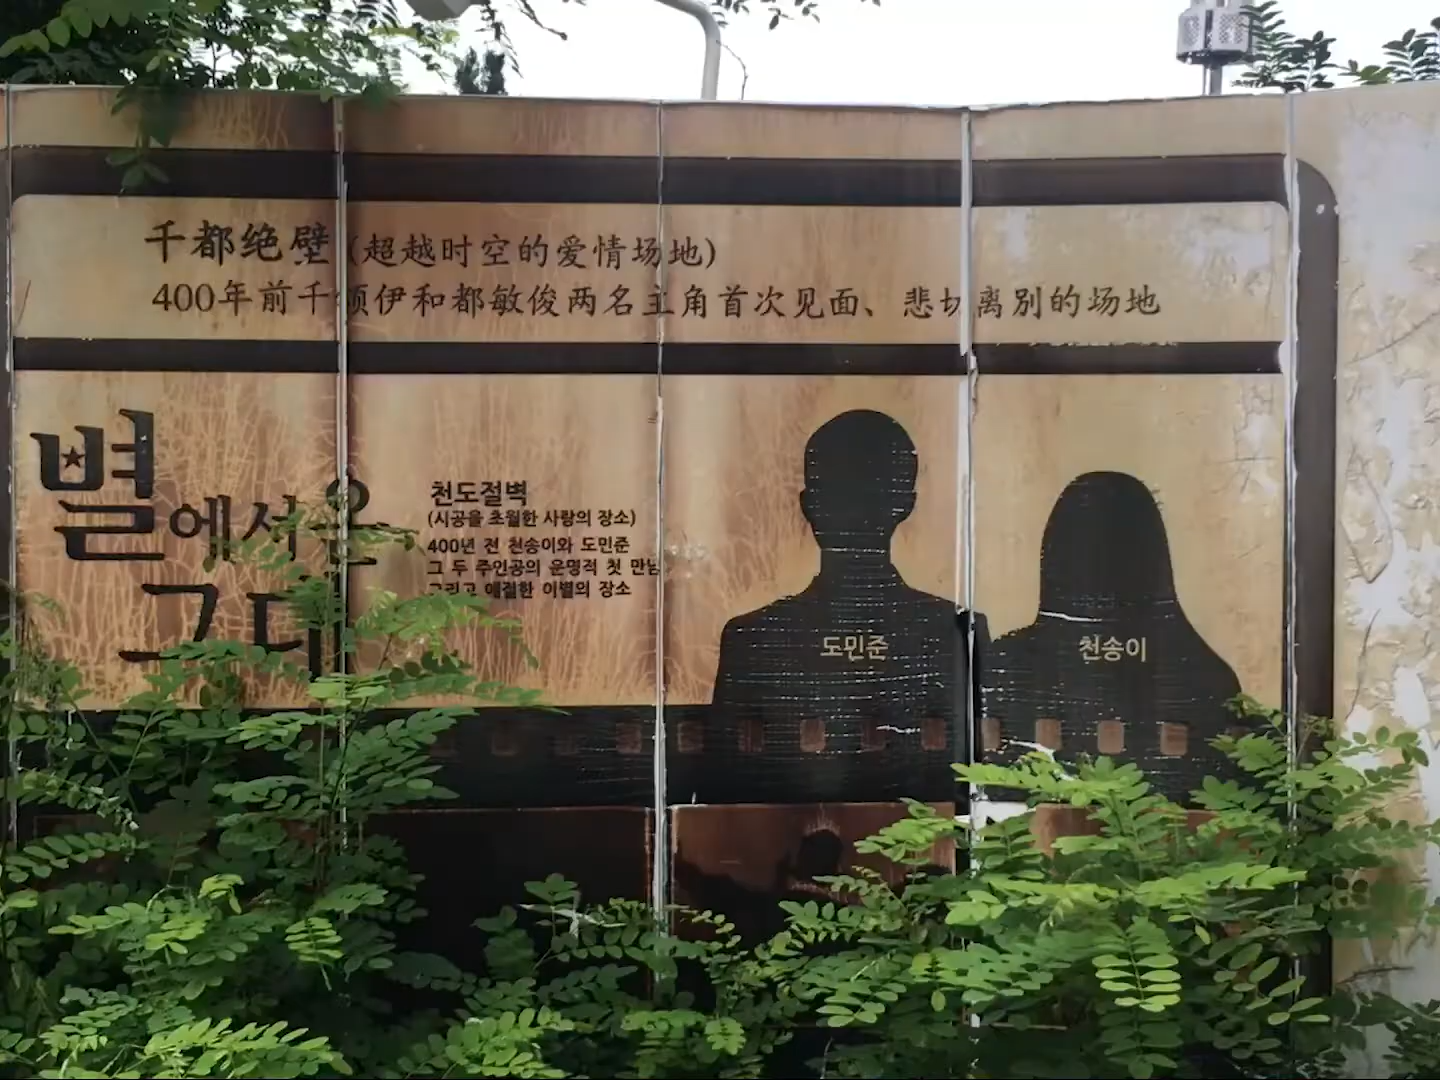 千都绝壁 (超越时空的爱情场地)
400年前千颂伊和都敏俊两名主角首次见面、悲切离别的场地
별에서 온
그대
천도절벽
(시공을 초월한 사랑의 장소)
400년 전 천송이와 도민준
그 두 주인공의 운명적 첫 만남
그리고 애절한 이별의 장소
도민준
천송이